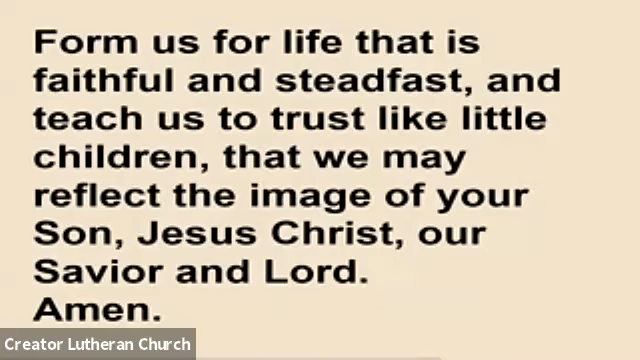 Form us for life that is
faithful and steadfast, and
teach us to trust like little
children, that we may
reflect the image of your
Son, Jesus Christ, our
Savior and Lord.
Amen.
Creator Lutheran Church